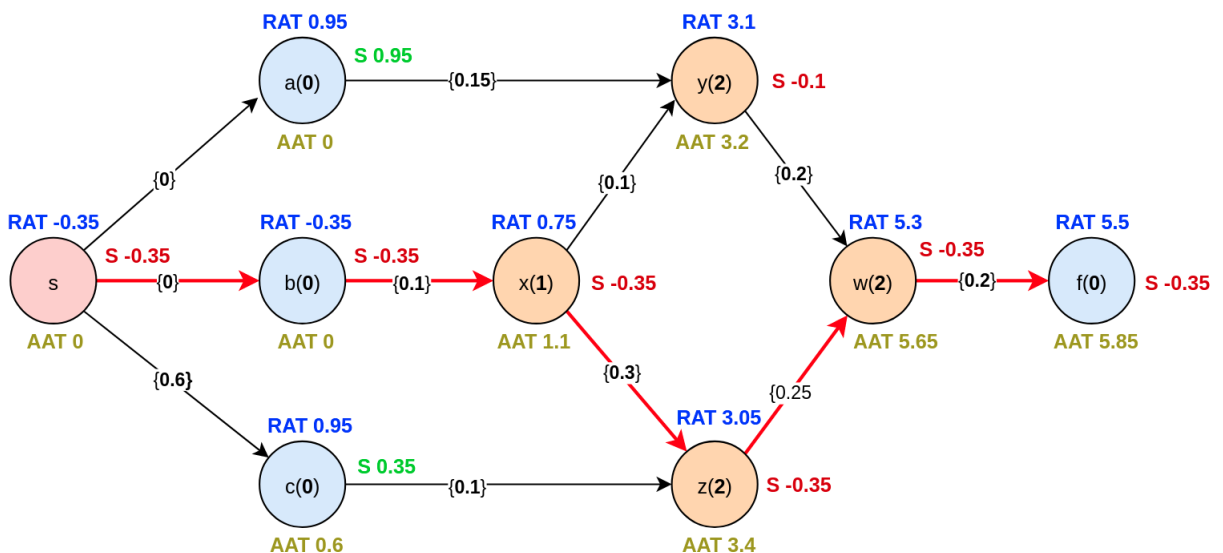 RAT 0.95
RAT 3.1
S 0.95
a(0)
{0.15}
y(2)
S -0.1
AAT 0
AAT 3.2
{0}
{0.1}
{0.2}
RAT -0.35
RAT -0.35
RAT 0.75
RAT 5.3
RAT 5.5
S -0.35
S -0.35
S -0.35
s
{0}
b(0)
{0.1}
x(1)
S -0.35
w(2)
{0.2}
f(0)
S -0.35
AAT 0
AAT 0
AAT 1.1
AAT 5.65
AAT 5.85
{0.6}
{0.3}
{0.25
RAT 0.95
RAT 3.05
S 0.35
c(0)
{0.1}
z(2)
S -0.35
AAT 0.6
AAT 3.4